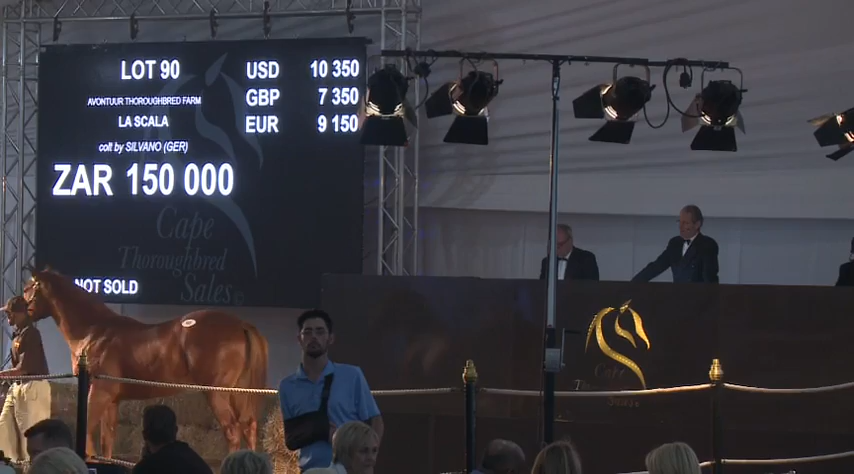 LOT 90
AVONTUUR THOROUGHBRED FARM
LA SCALA
colt by SILVANO (GER)
USD 10 350
GBP 7 350
EUR 9 150
ZAR 150 000
Cape
Thoroughbred
Sales
NOT SOLD
Cape